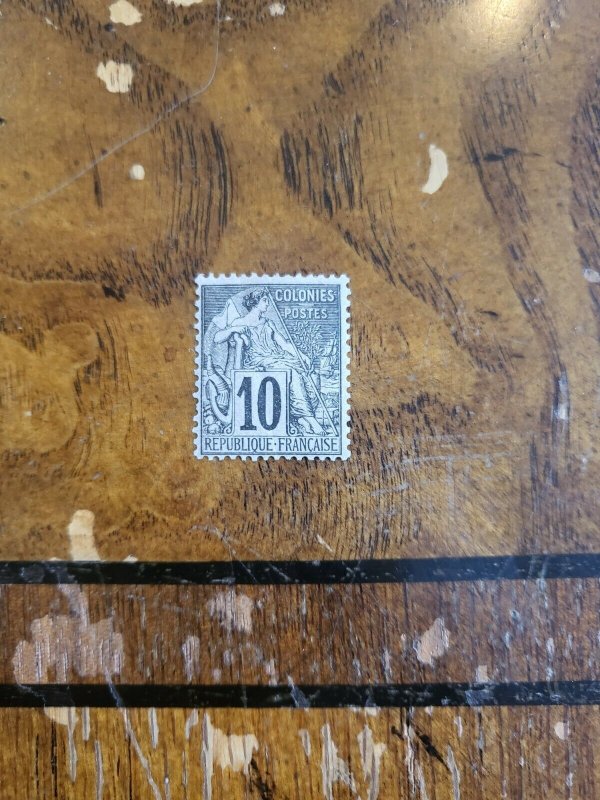 COLONIES
POSTES
10
REPUBLIQUE·FRANÇAISE